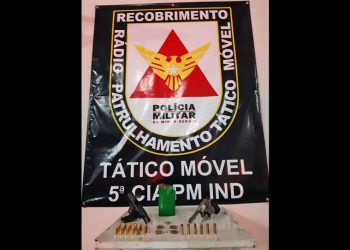 RECOBRIMENTO
RÁDIO PATRULHAMENTO TÁTICO MÓVEL
POLÍCIA
MILITAR
TÁTICO MÓVEL
5ª CIA PM IND